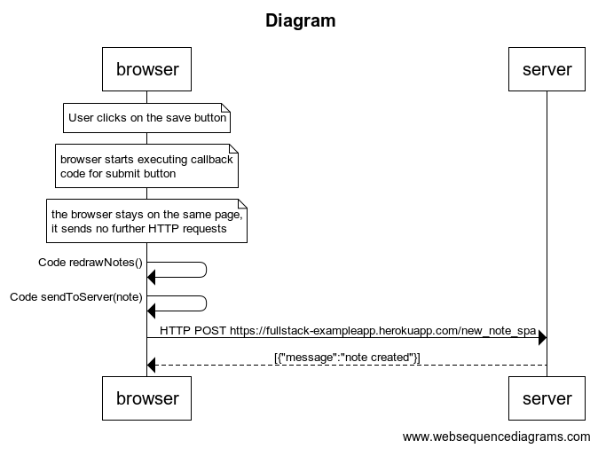 Diagram
browser
server
User clicks on the save button
browser starts executing callback
code for submit button
the browser stays on the same page,
it sends no further HTTP requests
Code redrawNotes()
Code sendToServer(note)
HTTP POST https://fullstack-exampleapp.herokuapp.com/new_note_spa
[{"message":"note created"}]
browser
server
www.websequencediagrams.com